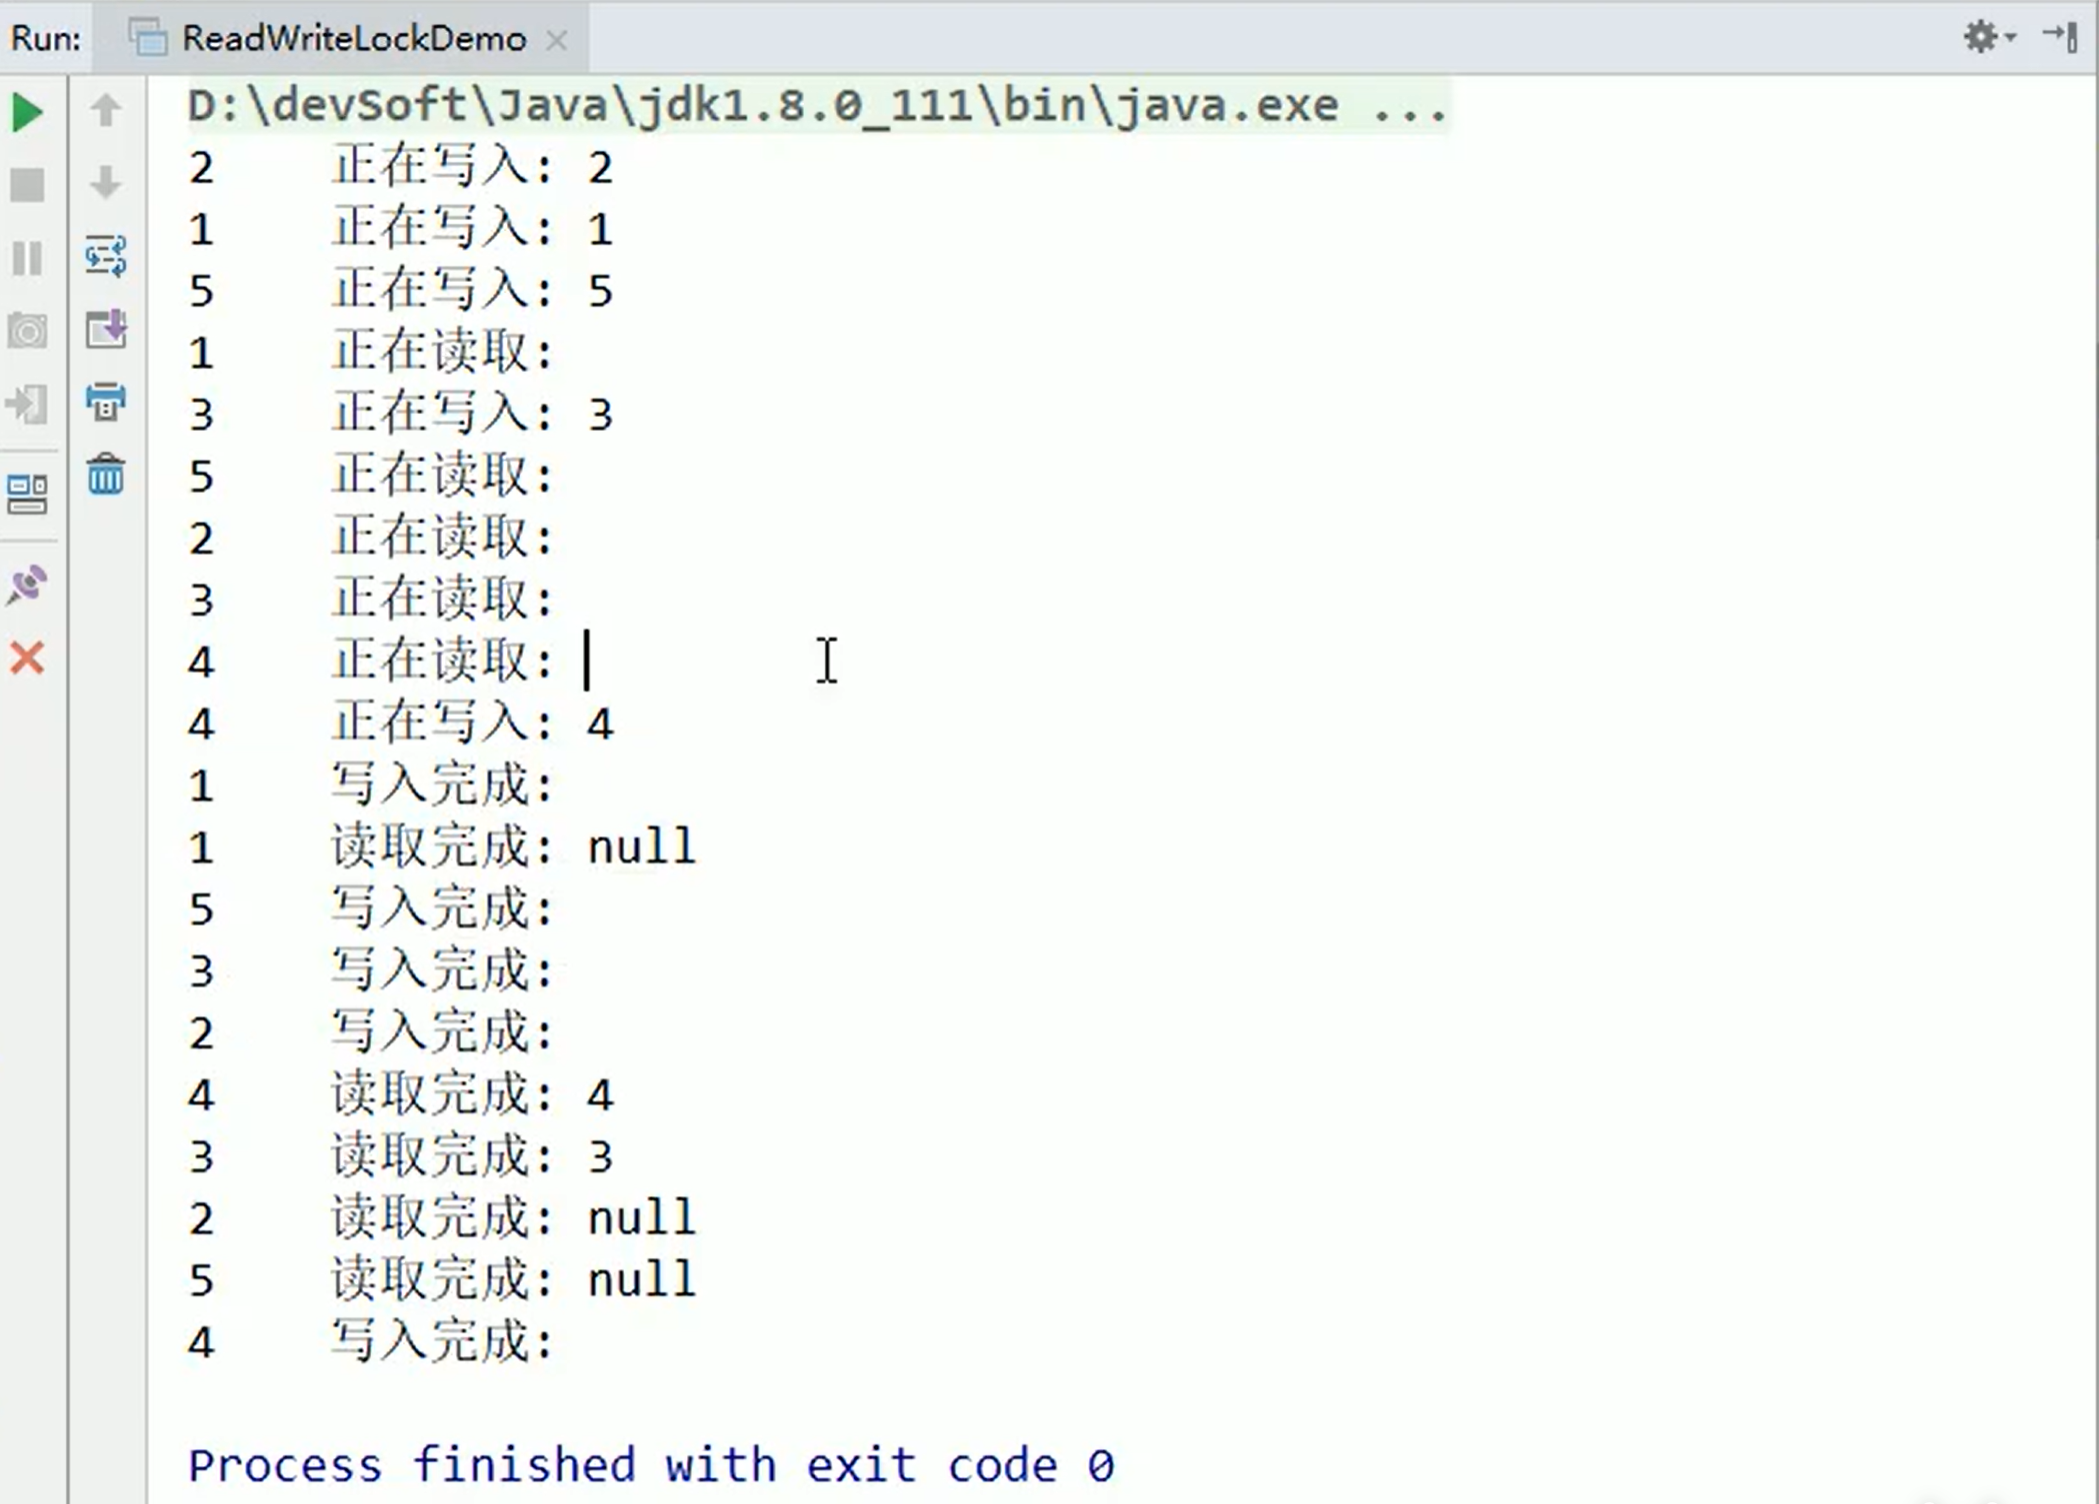 Run: ReadWriteLockDemo
D:\devSoft\Java\jdk1.8.0_111\bin\java.exe ...
2 正在写入: 2
1 正在写入: 1
5 正在写入: 5
1 正在读取:
3 正在写入: 3
5 正在读取:
2 正在读取:
3 正在读取:
4 正在读取:
4 正在写入: 4
1 写入完成:
1 读取完成: null
5 写入完成:
3 写入完成:
2 写入完成:
4 读取完成: 4
3 读取完成: 3
2 读取完成: null
5 读取完成: null
4 写入完成:
Process finished with exit code 0